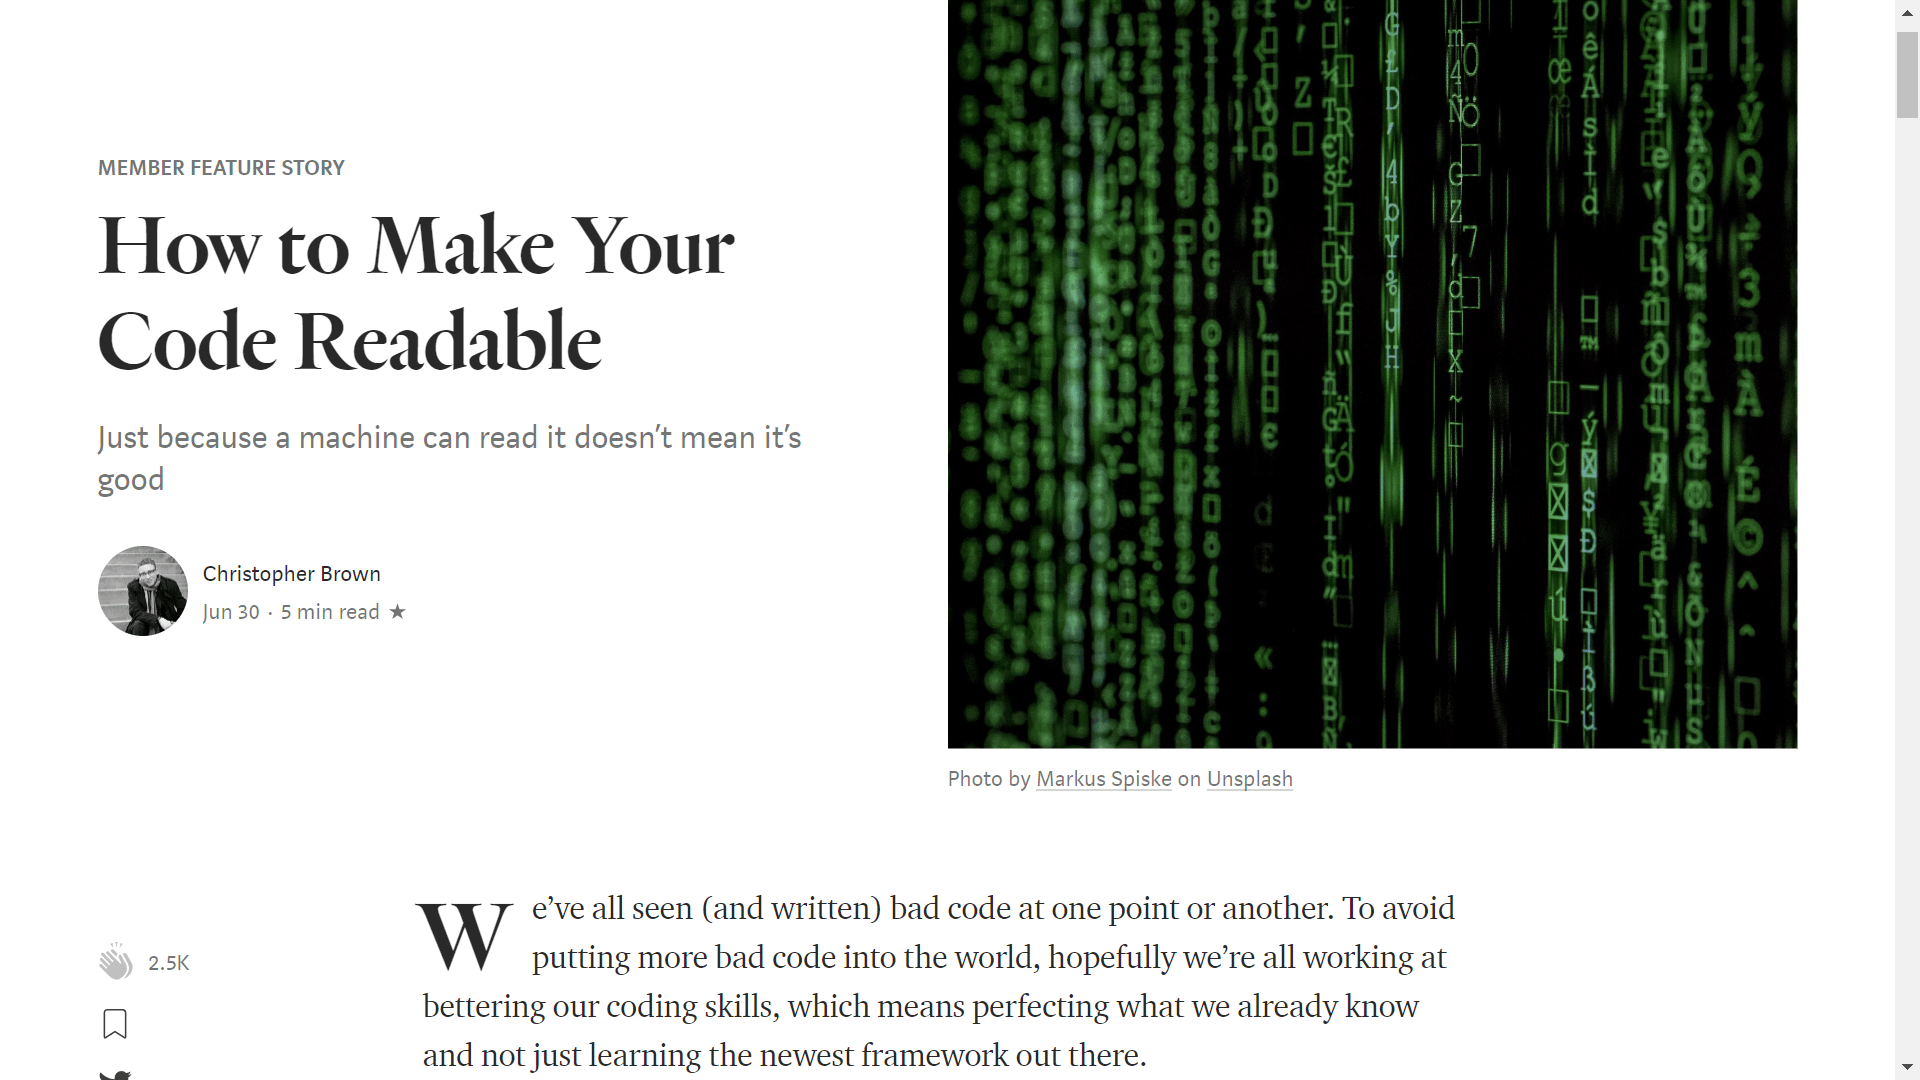 MEMBER FEATURE STORY
How to Make Your
Code Readable
Just because a machine can read it doesn’t mean it’s
good
Christopher Brown
Jun 30 · 5 min read ★
Photo by Markus Spiske on Unsplash
We’ve all seen (and written) bad code at one point or another. To avoid
putting more bad code into the world, hopefully we’re all working at
bettering our coding skills, which means perfecting what we already know
and not just learning the newest framework out there.
2.5K